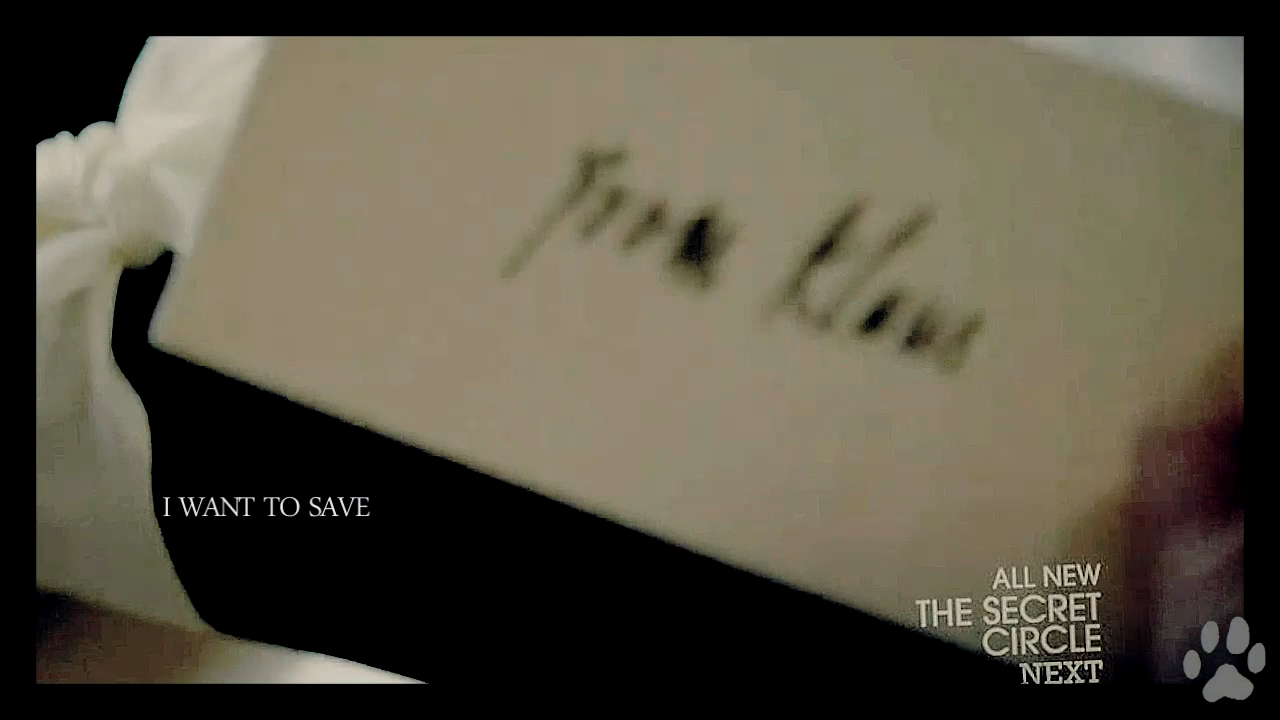 From Klaus
I WANT TO SAVE
ALL NEW
THE SECRET
CIRCLE
NEXT